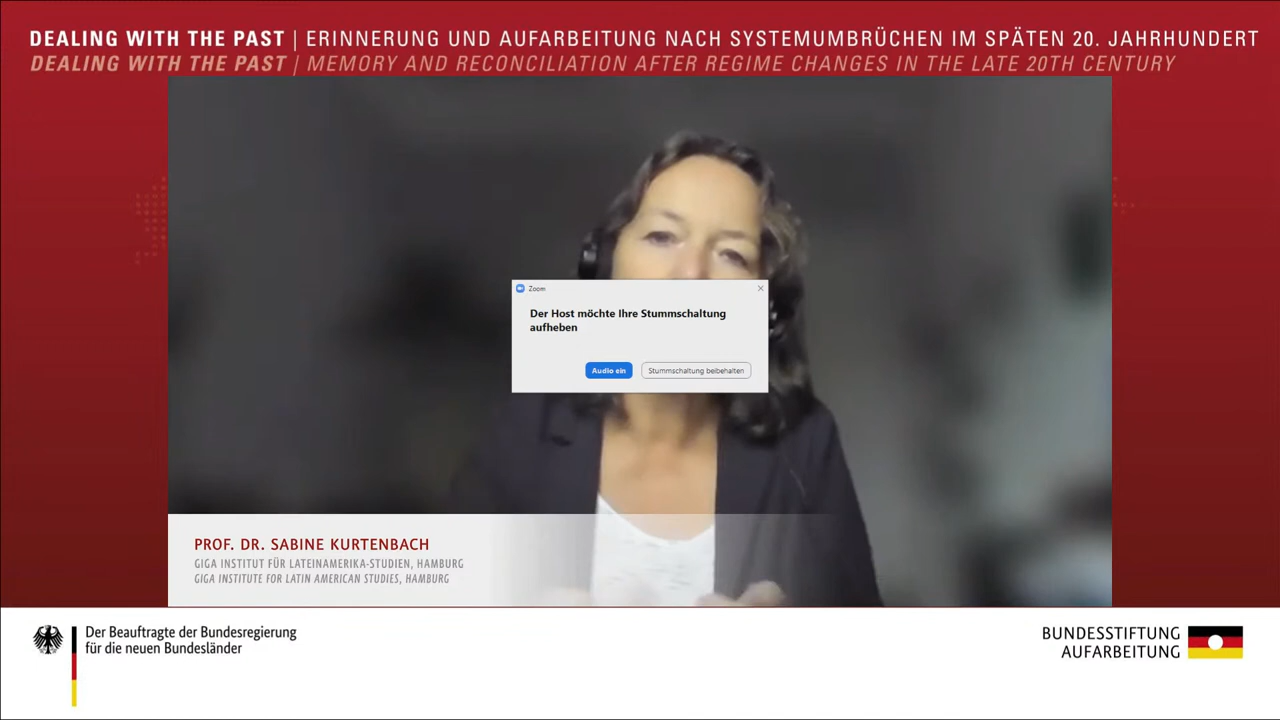 DEALING WITH THE PAST | ERINNERUNG UND AUFARBEITUNG NACH SYSTEMUMBRÜCHEN IM SPÄTEN 20. JAHRHUNDERT
DEALING WITH THE PAST | MEMORY AND RECONCILIATION AFTER REGIME CHANGES IN THE LATE 20TH CENTURY
Zoom
Der Host möchte Ihre Stummschaltung
aufheben
Audio ein
Stummschaltung beibehalten
PROF. DR. SABINE KURTENBACH
GIGA INSTITUT FÜR LATEINAMERIKA-STUDIEN, HAMBURG
GIGA INSTITUTE FOR LATIN AMERICAN STUDIES, HAMBURG
Der Beauftragte der Bundesregierung
für die neuen Bundesländer
BUNDESSTIFTUNG
AUFARBEITUNG